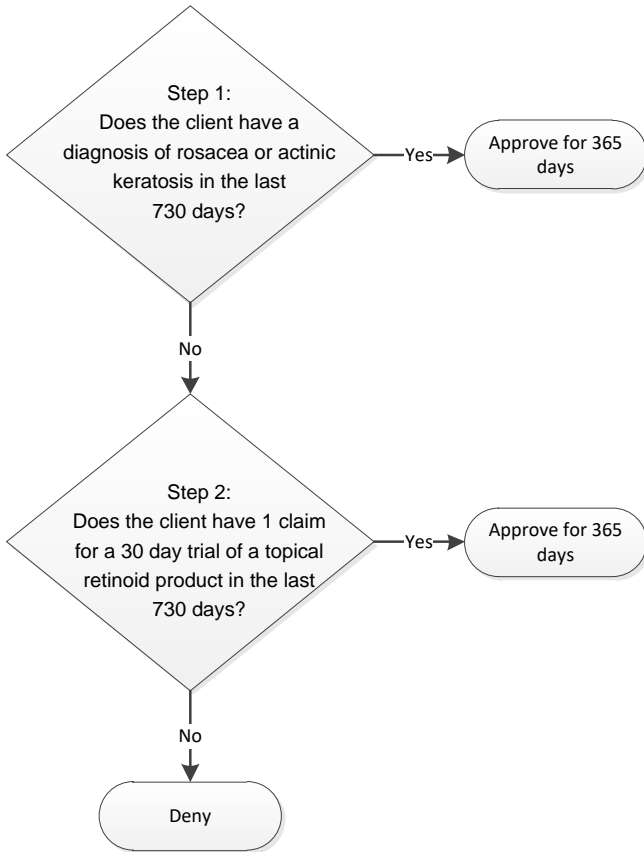 Step 1:
Does the client have a
diagnosis of rosacea or actinic
keratosis in the last
730 days?
Yes
Approve for 365
days
No
Step 2:
Does the client have 1 claim
for a 30 day trial of a topical
retinoid product in the last
730 days?
Yes
Approve for 365
days
No
Deny